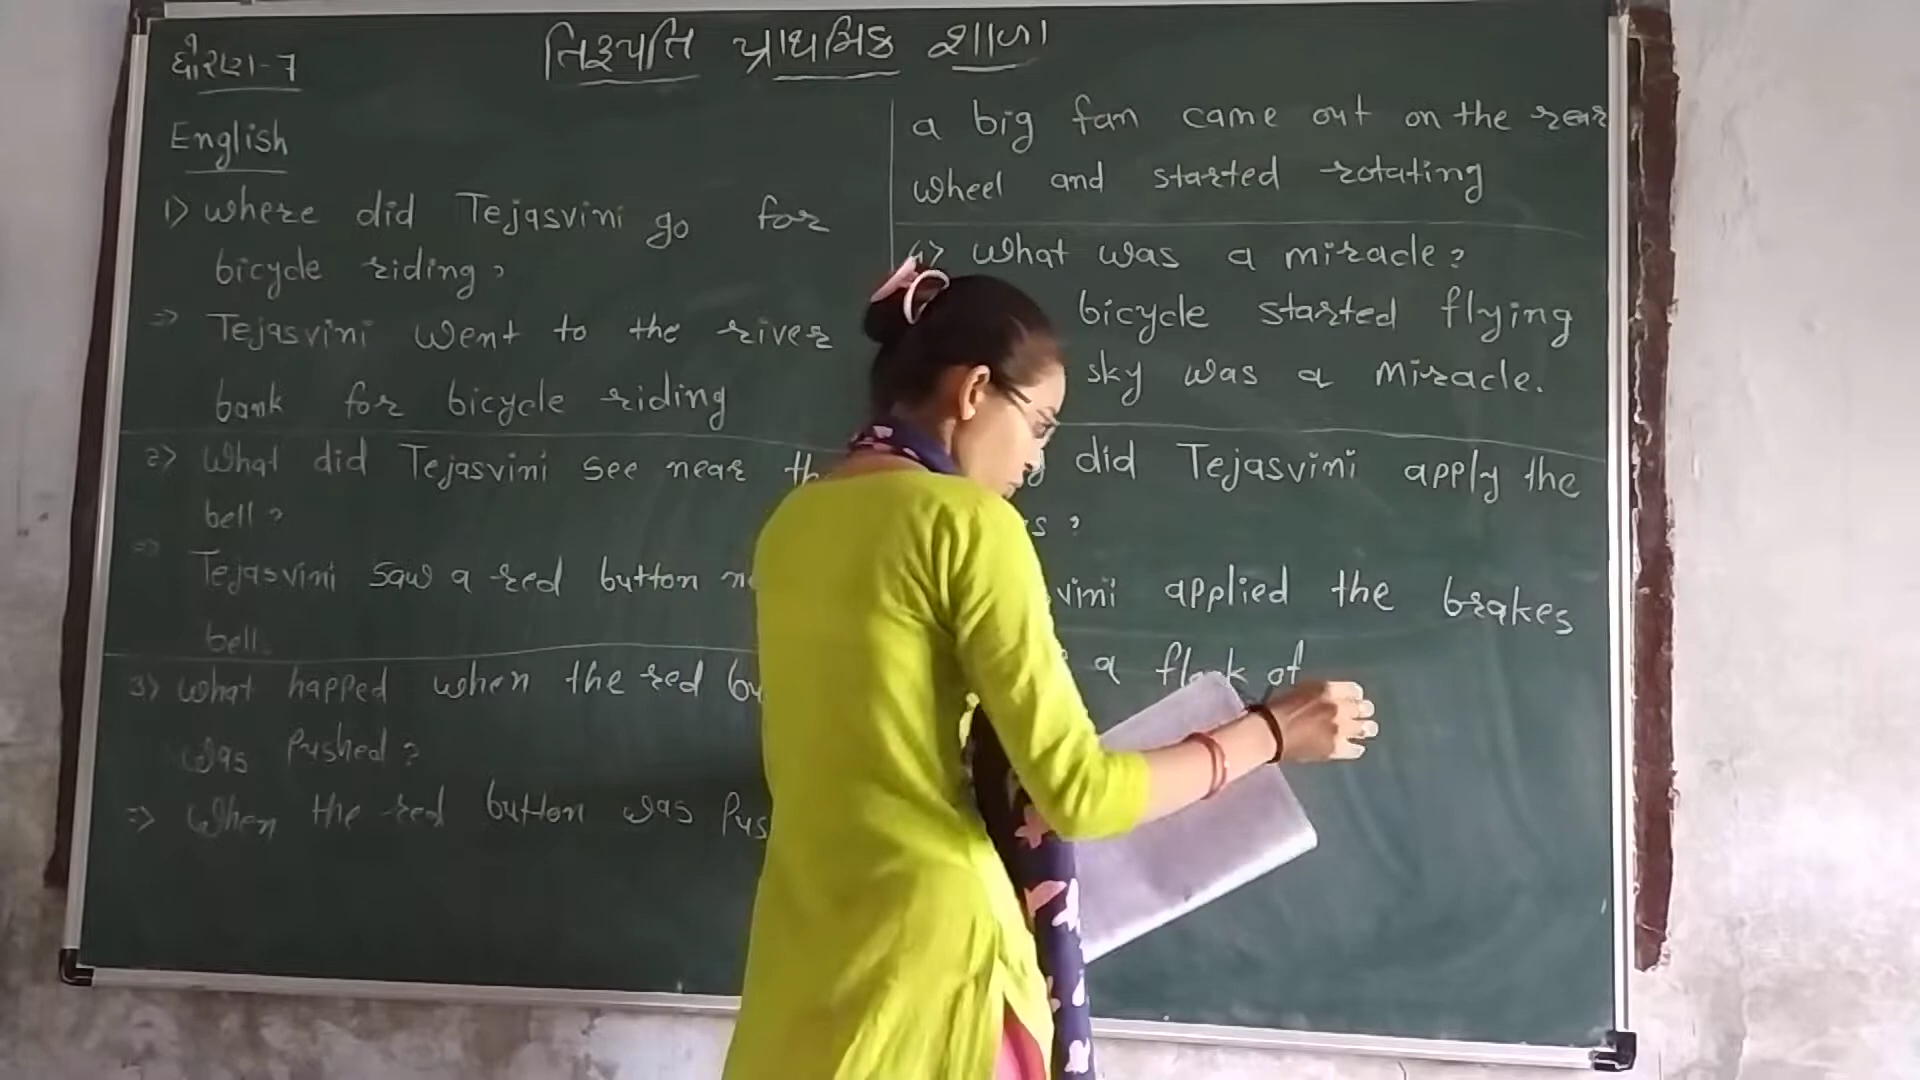 ધોરણ-7
તિરૂપતિ પ્રાથમિક શાળા
English
1) where did Tejasvini go for
bicycle riding?
⇒ Tejasvini went to the river
bank for bicycle riding
2) What did Tejasvini see near
bell?
⇒ Tejasvini saw a red button
bell.
3) What happed when the red
was Pushed?
⇒ When the red button was
a big fan came out on the rear
wheel and started rotating
4) What was a miracle?
bicycle started flying
sky was a miracle.
did Tejasvini apply the
applied the brakes
a flock of